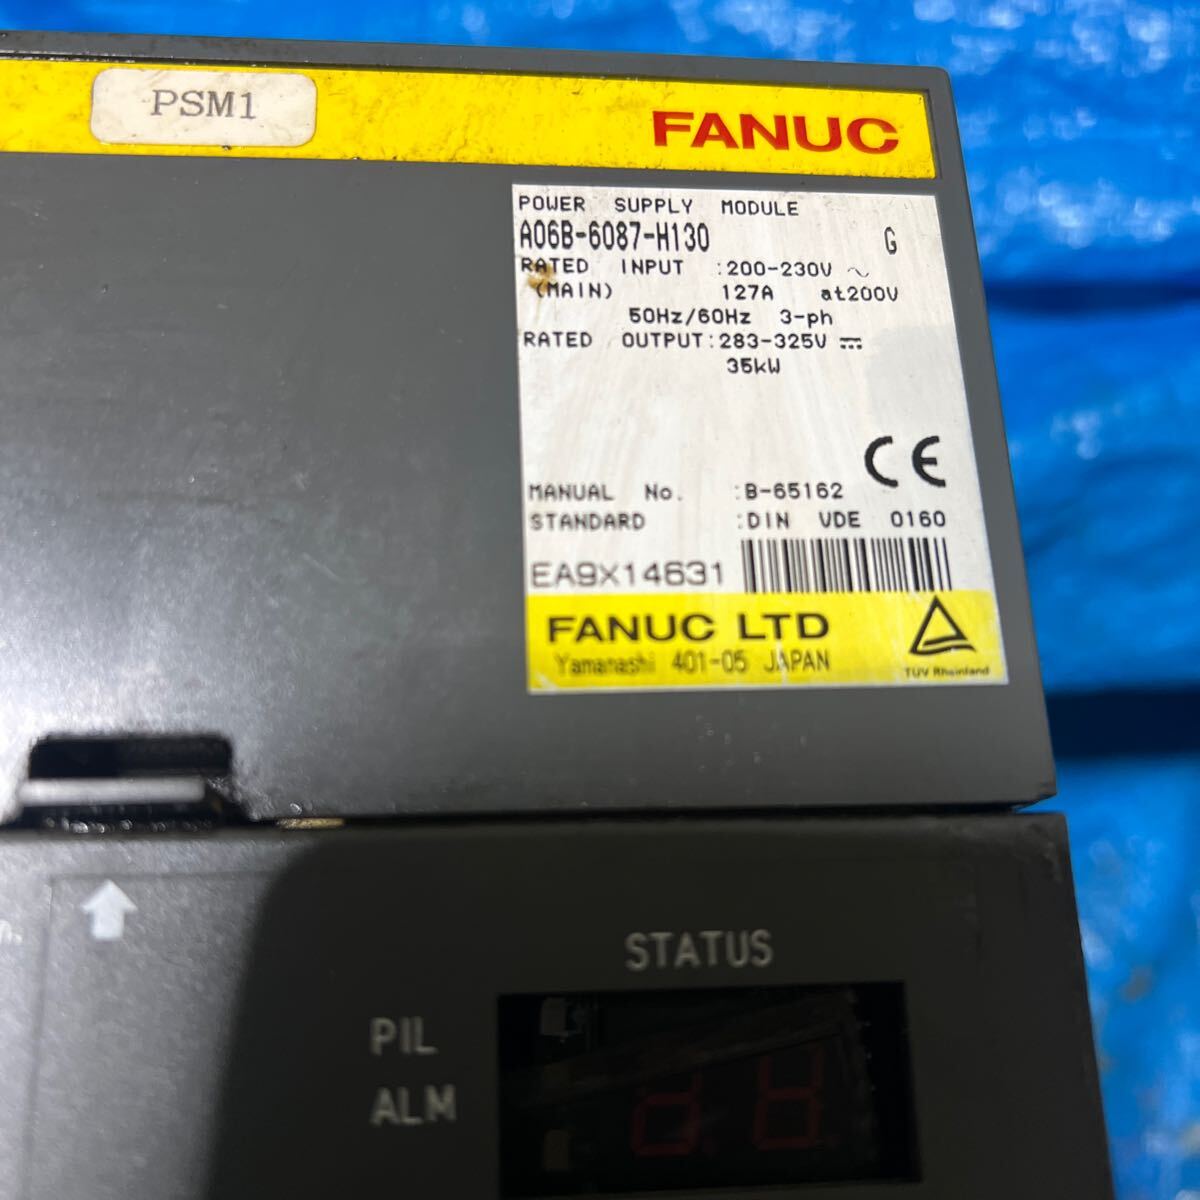 PSM1
FANUC
POWER SUPPLY MODULE
A06B-6087-H130 G
RATED INPUT :200-230V ~
(MAIN) 127A at200V
50Hz/60Hz 3-ph
RATED OUTPUT:283-325V ⎓
35kW
CE
MANUAL No. :B-65162
STANDARD :DIN VDE 0160
EA9X14631
FANUC LTD
Yamanashi 401-05 JAPAN
TUV Rheinland
STATUS
PIL
ALM